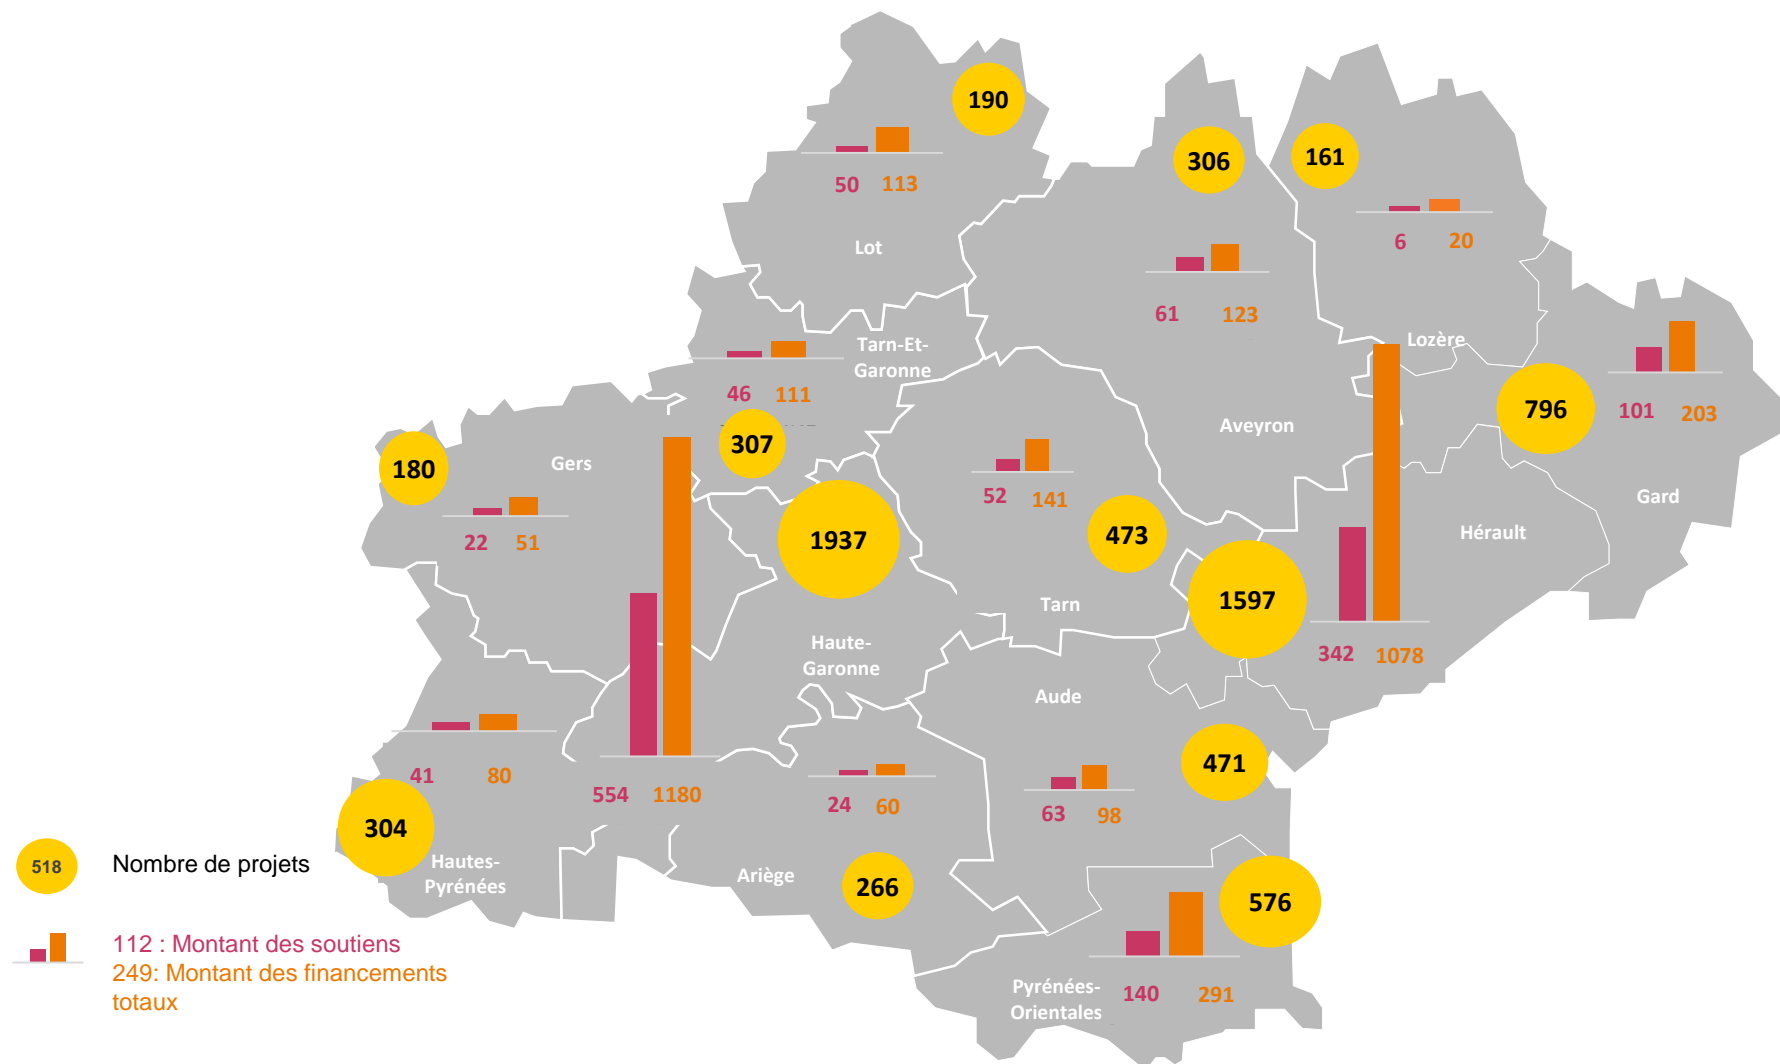 190
50 113
Lot
306
61 123
Aveyron
161
6 20
Lozère
Tarn-Et-
Garonne
46 111
307
796
101 203
Gard
180
Gers
22 51
1937
Haute-
Garonne
554 1180
52 141
473
Tarn
1597
Hérault
342 1078
41 80
304
Hautes-
Pyrénées
24 60
Ariège
266
Aude
471
63 98
576
140 291
Pyrénées-
Orientales
518 Nombre de projets
112 : Montant des soutiens
249: Montant des financements
totaux